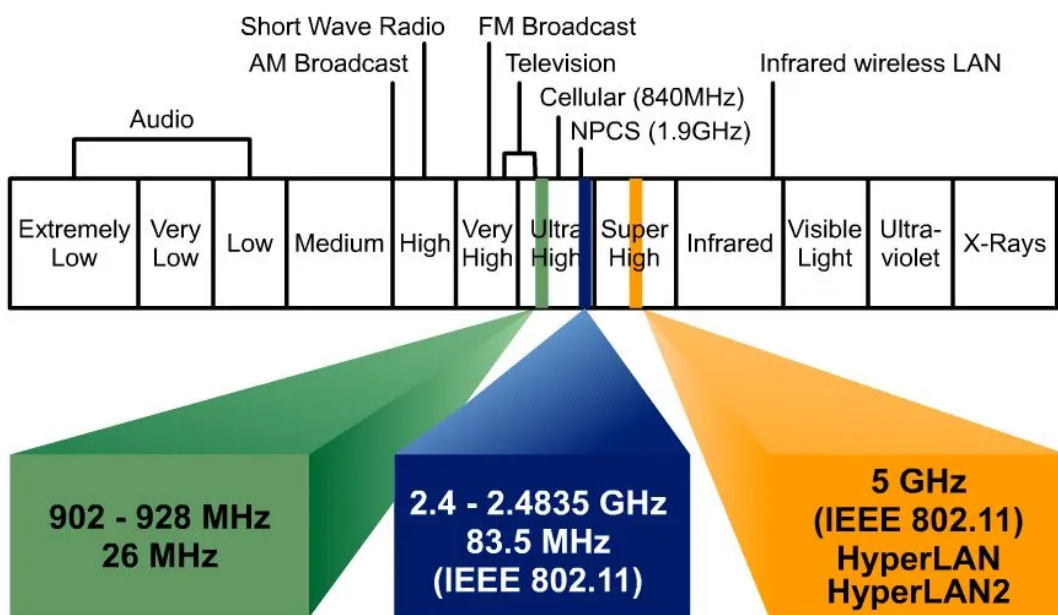 Short Wave Radio
FM Broadcast
AM Broadcast
Television
Infrared wireless LAN
Cellular (840MHz)
Audio
NPCS (1.9GHz)
Extremely
Low
Very
Low
Low
Medium
High
Very
High
Ultra
High
Super
High
Infrared
Visible
Light
Ultra-
violet
X-Rays
902 - 928 MHz
26 MHz
2.4 - 2.4835 GHz
83.5 MHz
(IEEE 802.11)
5 GHz
(IEEE 802.11)
HyperLAN
HyperLAN2